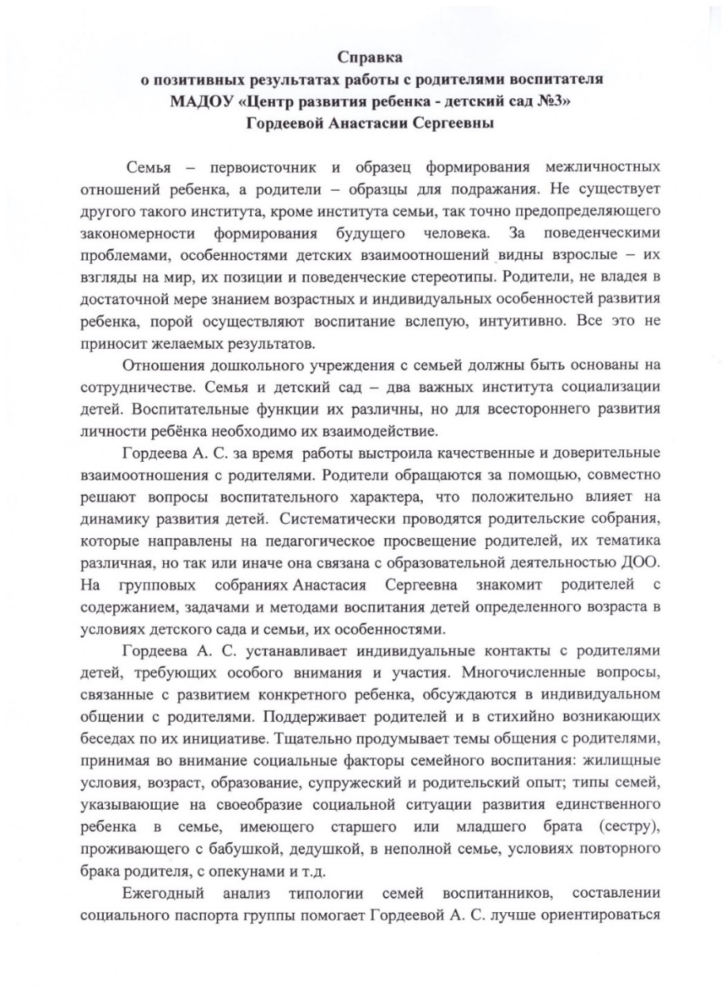 Справка
о позитивных результатах работы с родителями воспитателя
МАДОУ «Центр развития ребенка - детский сад №3»
Гордеевой Анастасии Сергеевны
Семья – первоисточник и образец формирования межличностных
отношений ребенка, а родители – образцы для подражания. Не существует
другого такого института, кроме института семьи, так точно предопределяющего
закономерности формирования будущего человека. За поведенческими
проблемами, особенностями детских взаимоотношений видны взрослые – их
взгляды на мир, их позиции и поведенческие стереотипы. Родители, не владея в
достаточной мере знанием возрастных и индивидуальных особенностей развития
ребенка, порой осуществляют воспитание вслепую, интуитивно. Все это не
приносит желаемых результатов.
Отношения дошкольного учреждения с семьей должны быть основаны на
сотрудничестве. Семья и детский сад – два важных института социализации
детей. Воспитательные функции их различны, но для всестороннего развития
личности ребёнка необходимо их взаимодействие.
Гордеева А. С. за время работы выстроила качественные и доверительные
взаимоотношения с родителями. Родители обращаются за помощью, совместно
решают вопросы воспитательного характера, что положительно влияет на
динамику развития детей. Систематически проводятся родительские собрания,
которые направлены на педагогическое просвещение родителей, их тематика
различная, но так или иначе она связана с образовательной деятельностью ДОО.
На групповых собраниях Анастасия Сергеевна знакомит родителей с
содержанием, задачами и методами воспитания детей определенного возраста в
условиях детского сада и семьи, их особенностями.
Гордеева А. С. устанавливает индивидуальные контакты с родителями
детей, требующих особого внимания и участия. Многочисленные вопросы,
связанные с развитием конкретного ребенка, обсуждаются в индивидуальном
общении с родителями. Поддерживает родителей и в стихийно возникающих
беседах по их инициативе. Тщательно продумывает темы общения с родителями,
принимая во внимание социальные факторы семейного воспитания: жилищные
условия, возраст, образование, супружеский и родительский опыт; типы семей,
указывающие на своеобразие социальной ситуации развития единственного
ребенка в семье, имеющего старшего или младшего брата (сестру),
проживающего с бабушкой, дедушкой, в неполной семье, условиях повторного
брака родителя, с опекунами и т.д.
Ежегодный анализ типологии семей воспитанников, составлении
социального паспорта группы помогает Гордеевой А. С. лучше ориентироваться